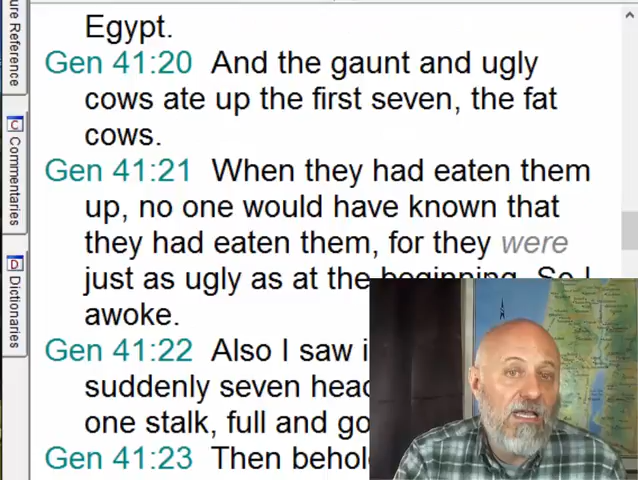 ure Reference
Commentaries
Dictionaries
Egypt.
Gen 41:20 And the gaunt and ugly
cows ate up the first seven, the fat
cows.
Gen 41:21 When they had eaten them
up, no one would have known that
they had eaten them, for they were
just as ugly as at the beginning. So I
awoke.
Gen 41:22 Also I saw i
suddenly seven head
one stalk, full and go
Gen 41:23 Then behol